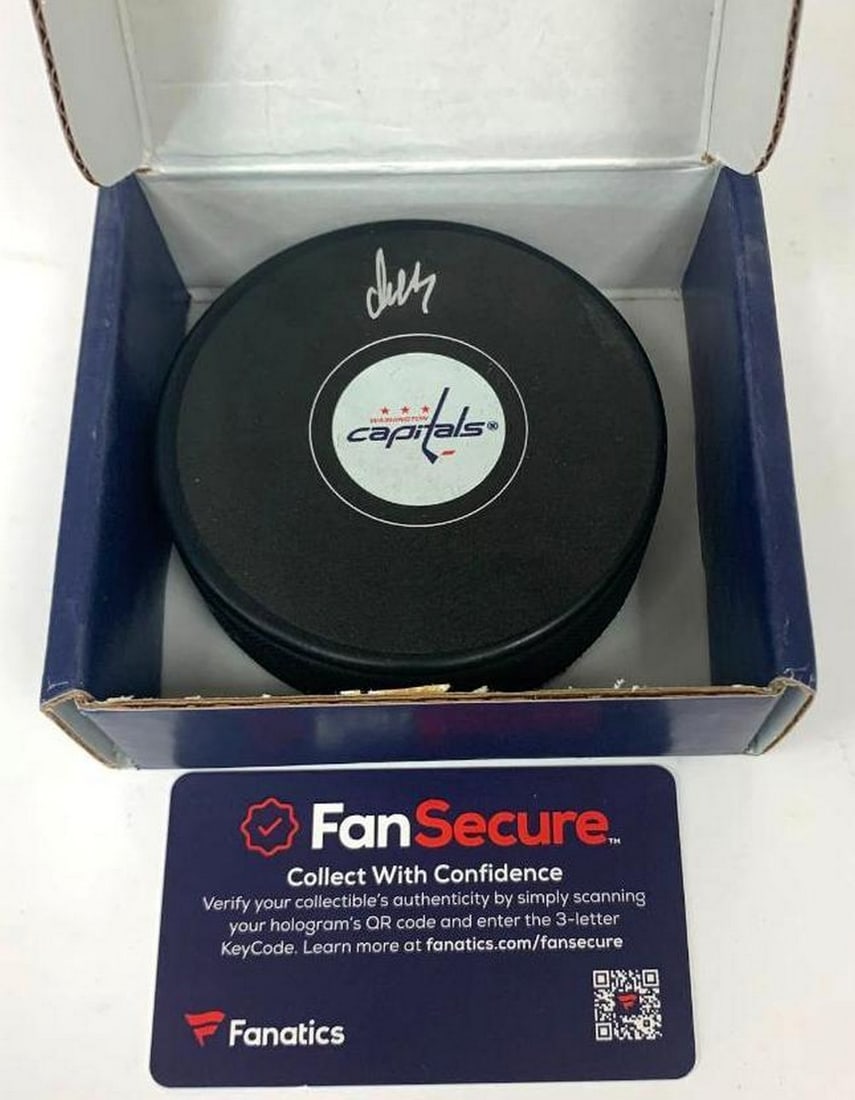 WASHINGTON
capitals®
FanSecure™
Collect With Confidence
Verify your collectible's authenticity by simply scanning
your hologram's QR code and enter the 3-letter
KeyCode. Learn more at fanatics.com/fansecure
Fanatics